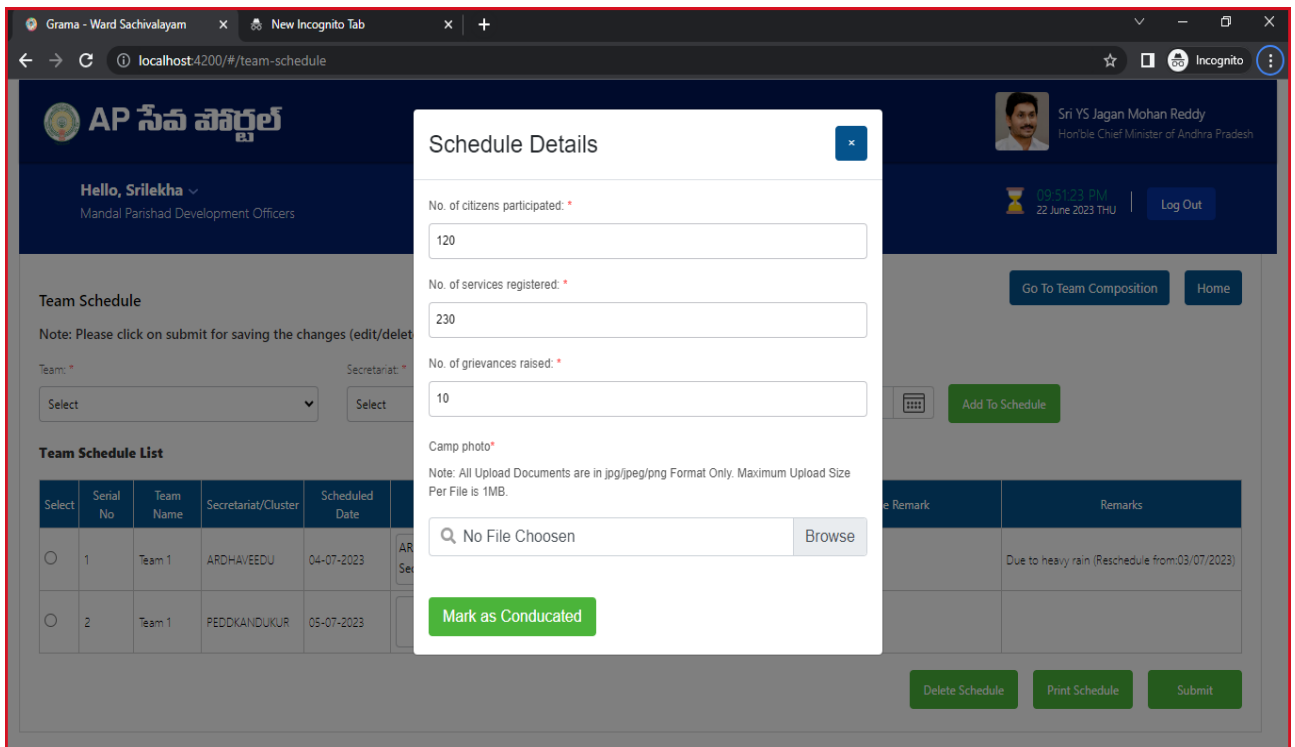 Grama - Ward Sachivalayam
New Incognito Tab
localhost:4200/#/team-schedule
Incognito
AP సేవ పోర్టల్
Sri YS Jagan Mohan Reddy
Hon'ble Chief Minister of Andhra Pradesh
Hello, Srilekha
Mandal Parishad Development Officers
09:51:23 PM
22 June 2023 THU
Log Out
Schedule Details
×
No. of citizens participated: *
120
No. of services registered: *
230
No. of grievances raised: *
10
Camp photo*
Note: All Upload Documents are in jpg/jpeg/png Format Only. Maximum Upload Size
Per File is 1MB.
No File Choosen
Browse
Mark as Conducated
Go To Team Composition
Home
Team Schedule
Note: Please click on submit for saving the changes (edit/delet
Team: *
Secretariat: *
Select
Select
Add To Schedule
Team Schedule List
Select Serial No Team Name Secretariat/Cluster Scheduled Date e Remark Remarks
1 Team 1 ARDHAVEEDU 04-07-2023 AR Sec Due to heavy rain (Reschedule from:03/07/2023)
2 Team 1 PEDDKANDUKUR 05-07-2023
Delete Schedule
Print Schedule
Submit